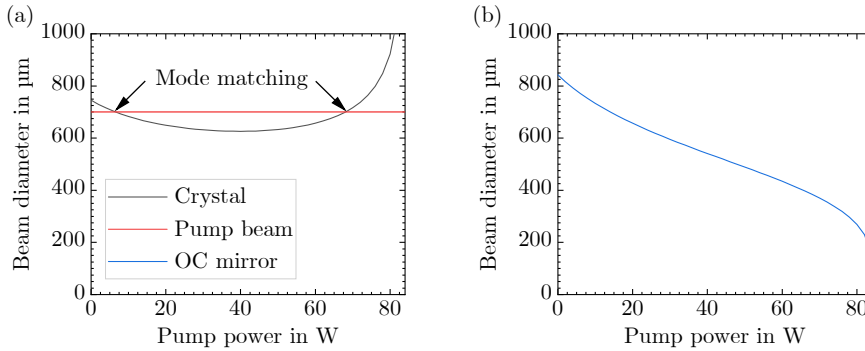 (a)
1000
800
600
400
200
0
Beam diameter in µm
Mode matching
Crystal
Pump beam
OC mirror
0 20 40 60 80
Pump power in W
(b)
1000
800
600
400
200
0
Beam diameter in µm
0 20 40 60 80
Pump power in W